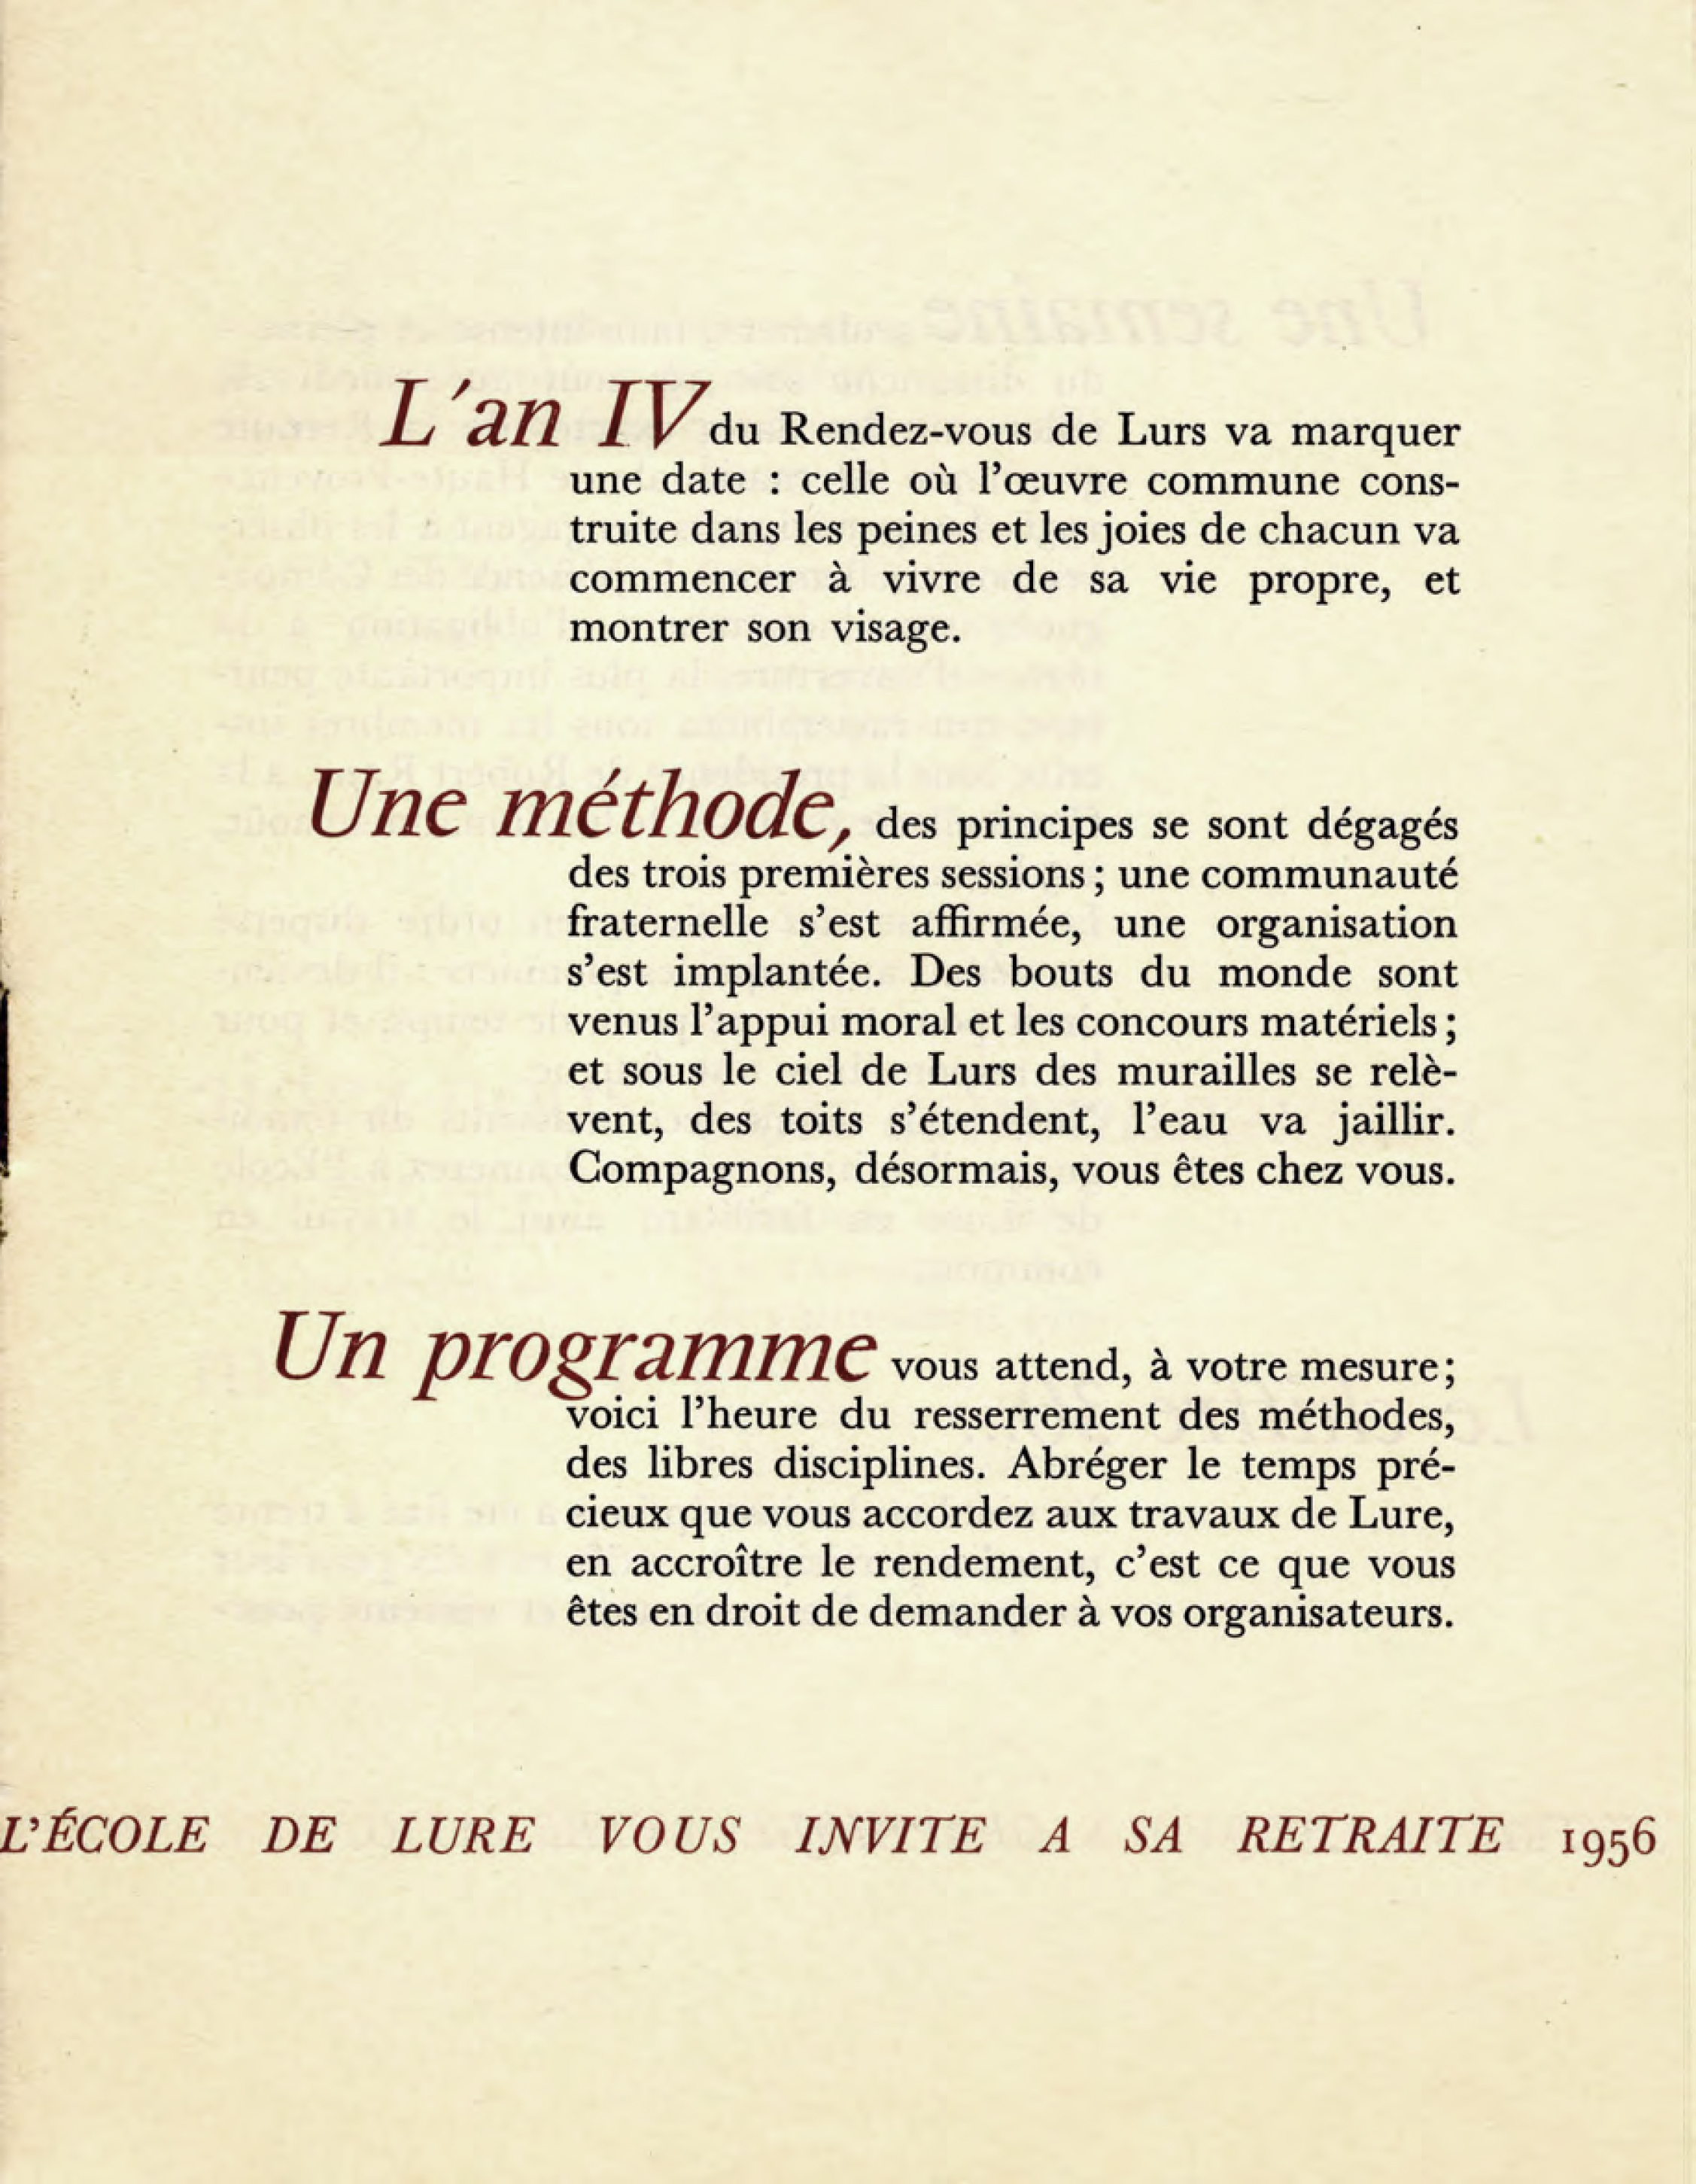 L'an IV du Rendez-vous de Lurs va marquer
une date : celle où l'œuvre commune cons-
truite dans les peines et les joies de chacun va
commencer à vivre de sa vie propre, et
montrer son visage.
Une méthode, des principes se sont dégagés
des trois premières sessions ; une communauté
fraternelle s'est affirmée, une organisation
s'est implantée. Des bouts du monde sont
venus l'appui moral et les concours matériels ;
et sous le ciel de Lurs des murailles se relè-
vent, des toits s'étendent, l'eau va jaillir.
Compagnons, désormais, vous êtes chez vous.
Un programme vous attend, à votre mesure ;
voici l'heure du resserrement des méthodes,
des libres disciplines. Abréger le temps pré-
cieux que vous accordez aux travaux de Lure,
en accroître le rendement, c'est ce que vous
êtes en droit de demander à vos organisateurs.
L'ÉCOLE DE LURE VOUS INVITE A SA RETRAITE 1956